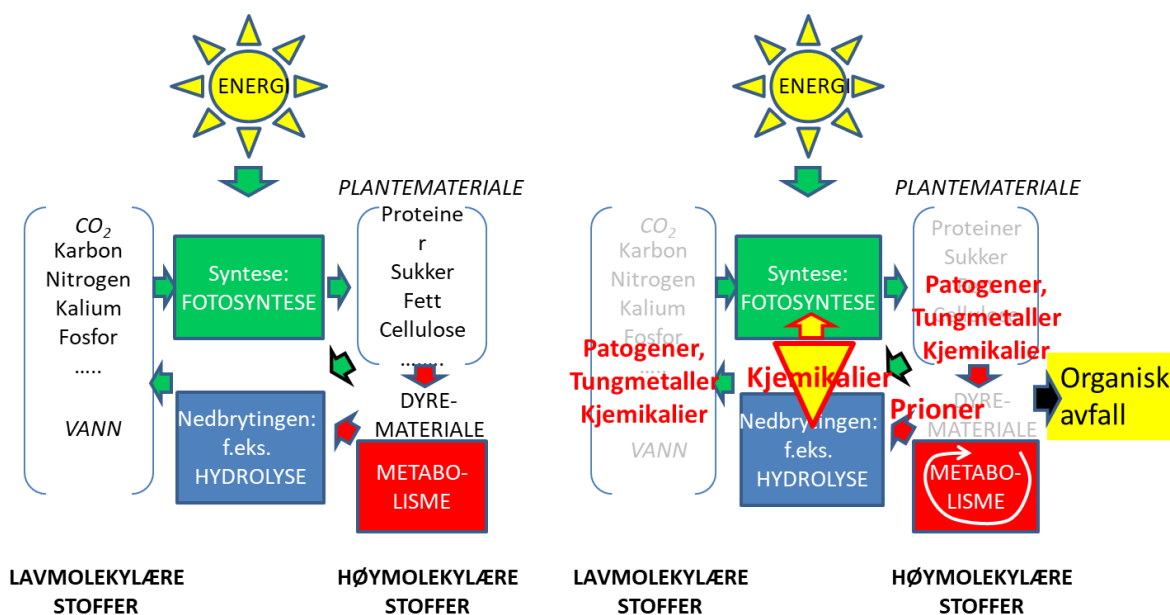 ENERGI
PLANTEMATERIALE
CO2
Karbon
Nitrogen
Kalium
Fosfor
.....
VANN
Syntese:
FOTOSYNTESE
Proteine
r
Sukker
Fett
Cellulose
........
Nedbrytingen:
f.eks.
HYDROLYSE
DYRE-
MATERIALE
METABO-
LISME
LAVMOLEKYLÆRE
STOFFER
HØYMOLEKYLÆRE
STOFFER
ENERGI
PLANTEMATERIALE
CO2
Karbon
Nitrogen
Kalium
Fosfor
VANN
Patogener,
Tungmetaller
Kjemikalier
Syntese:
FOTOSYNTESE
Kjemikalier
Proteiner
Sukker
Fett
Cellulose
Patogener,
Tungmetaller
Kjemikalier
Prioner
Nedbrytingen:
f.eks.
HYDROLYSE
DYRE-
MATERIALE
METABO-
LISME
Organisk
avfall
LAVMOLEKYLÆRE
STOFFER
HØYMOLEKYLÆRE
STOFFER